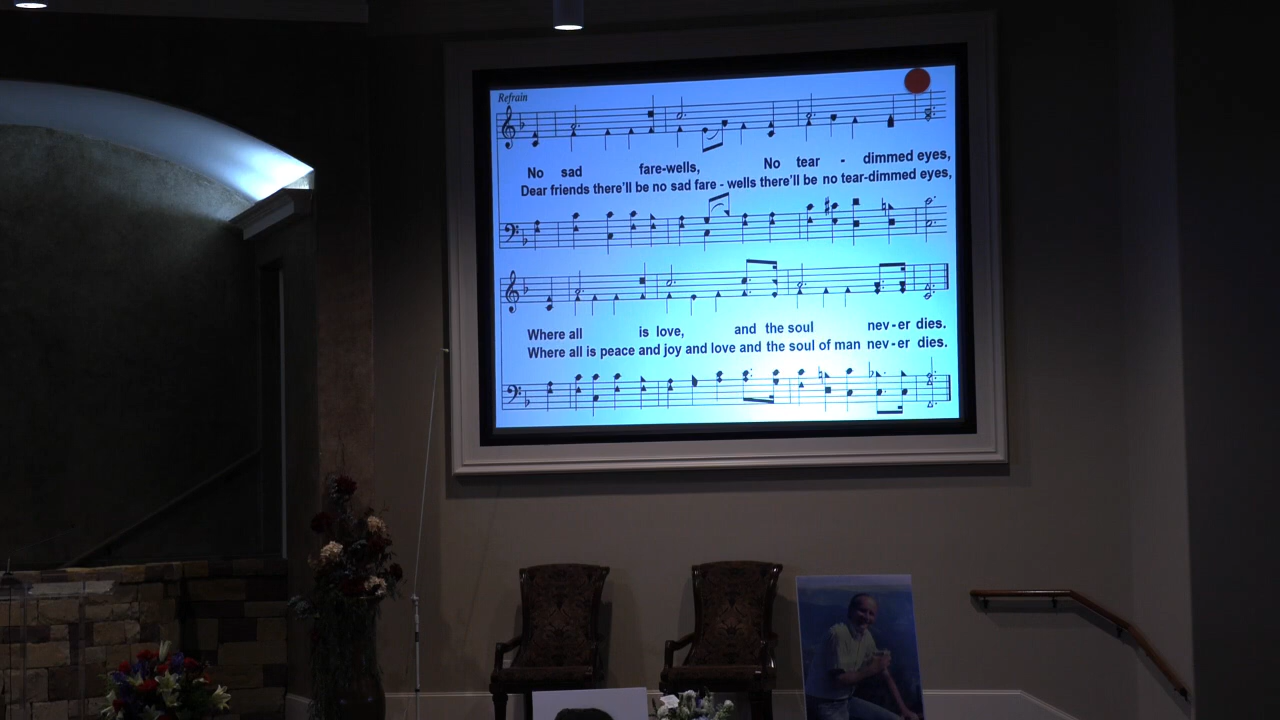 Refrain
No sad fare-wells, No tear - dimmed eyes,
Dear friends there'll be no sad fare - wells there'll be no tear-dimmed eyes,
Where all is love, and the soul nev-er dies.
Where all is peace and joy and love and the soul of man nev-er dies.